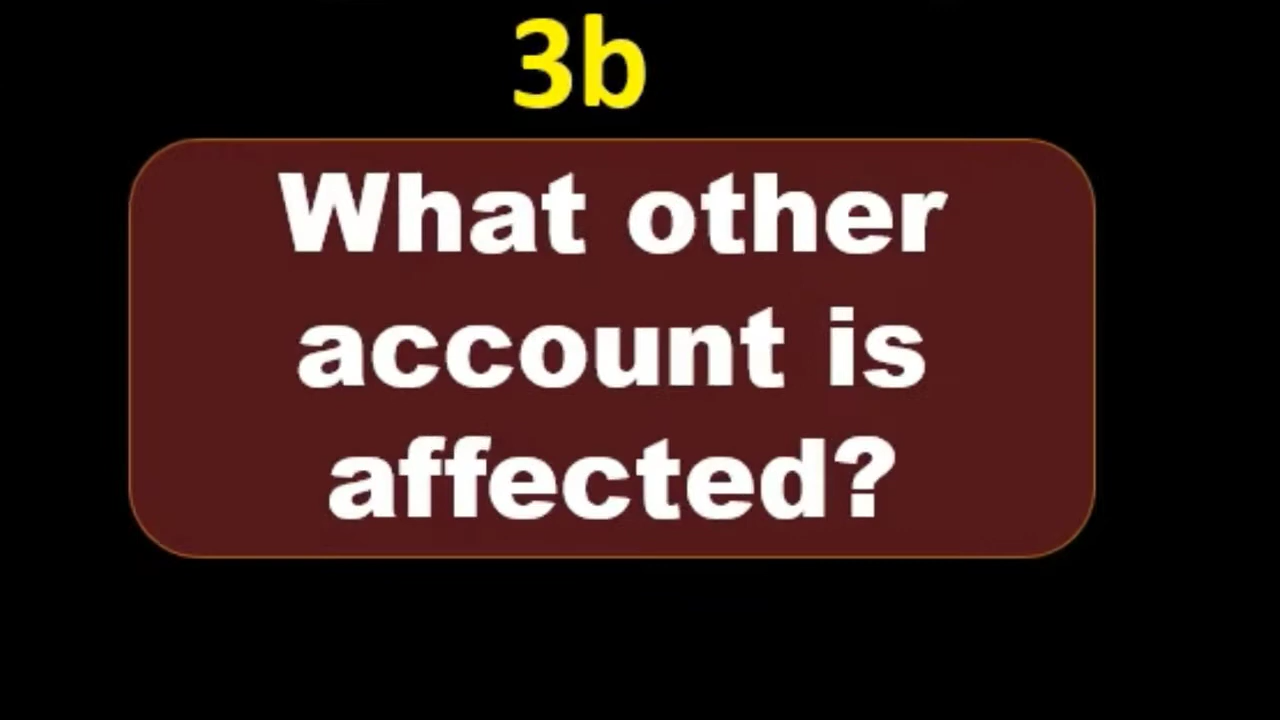 3b
What other
account is
affected?